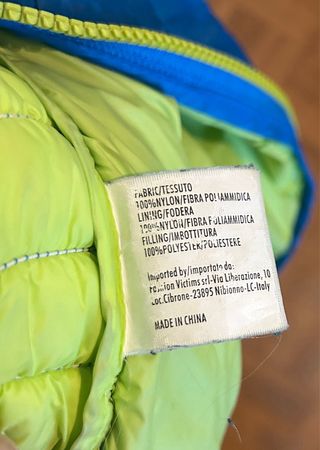 FABRIC/TESSUTO
100%NYLON/FIBRA POLIAMMIDICA
LINING/FODERA
100%NYLON/FIBRA POLIAMMIDICA
FILLING/IMBOTTITURA
100%POLYESTER/POLIESTERE
Imported by/importato da:
Fashion Victims srl-Via Liberazione, 10
Loc.Cibrone-23895 Nibionno-LC-Italy
MADE IN CHINA